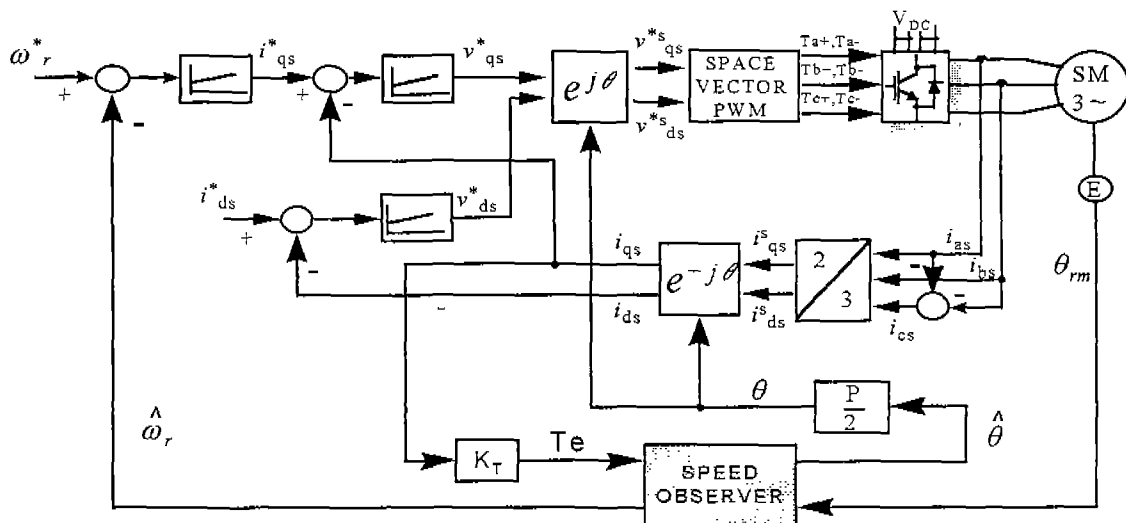 ω*r
+
-
i*qs
+
-
v*qs
e^jθ
v*s qs
v*s ds
SPACE
VECTOR
PWM
Ta+,Ta-
Tb-,Tb-
Tc+,Tc-
VDC
SM
3~
E
θrm
i*ds
+
-
v*ds
iqs
ids
-
e^-jθ
i^s qs
i^s ds
2
3
ias
ibs
ics
-
-
θ
P
2
θ̂
ω̂r
KT
Te
SPEED
OBSERVER